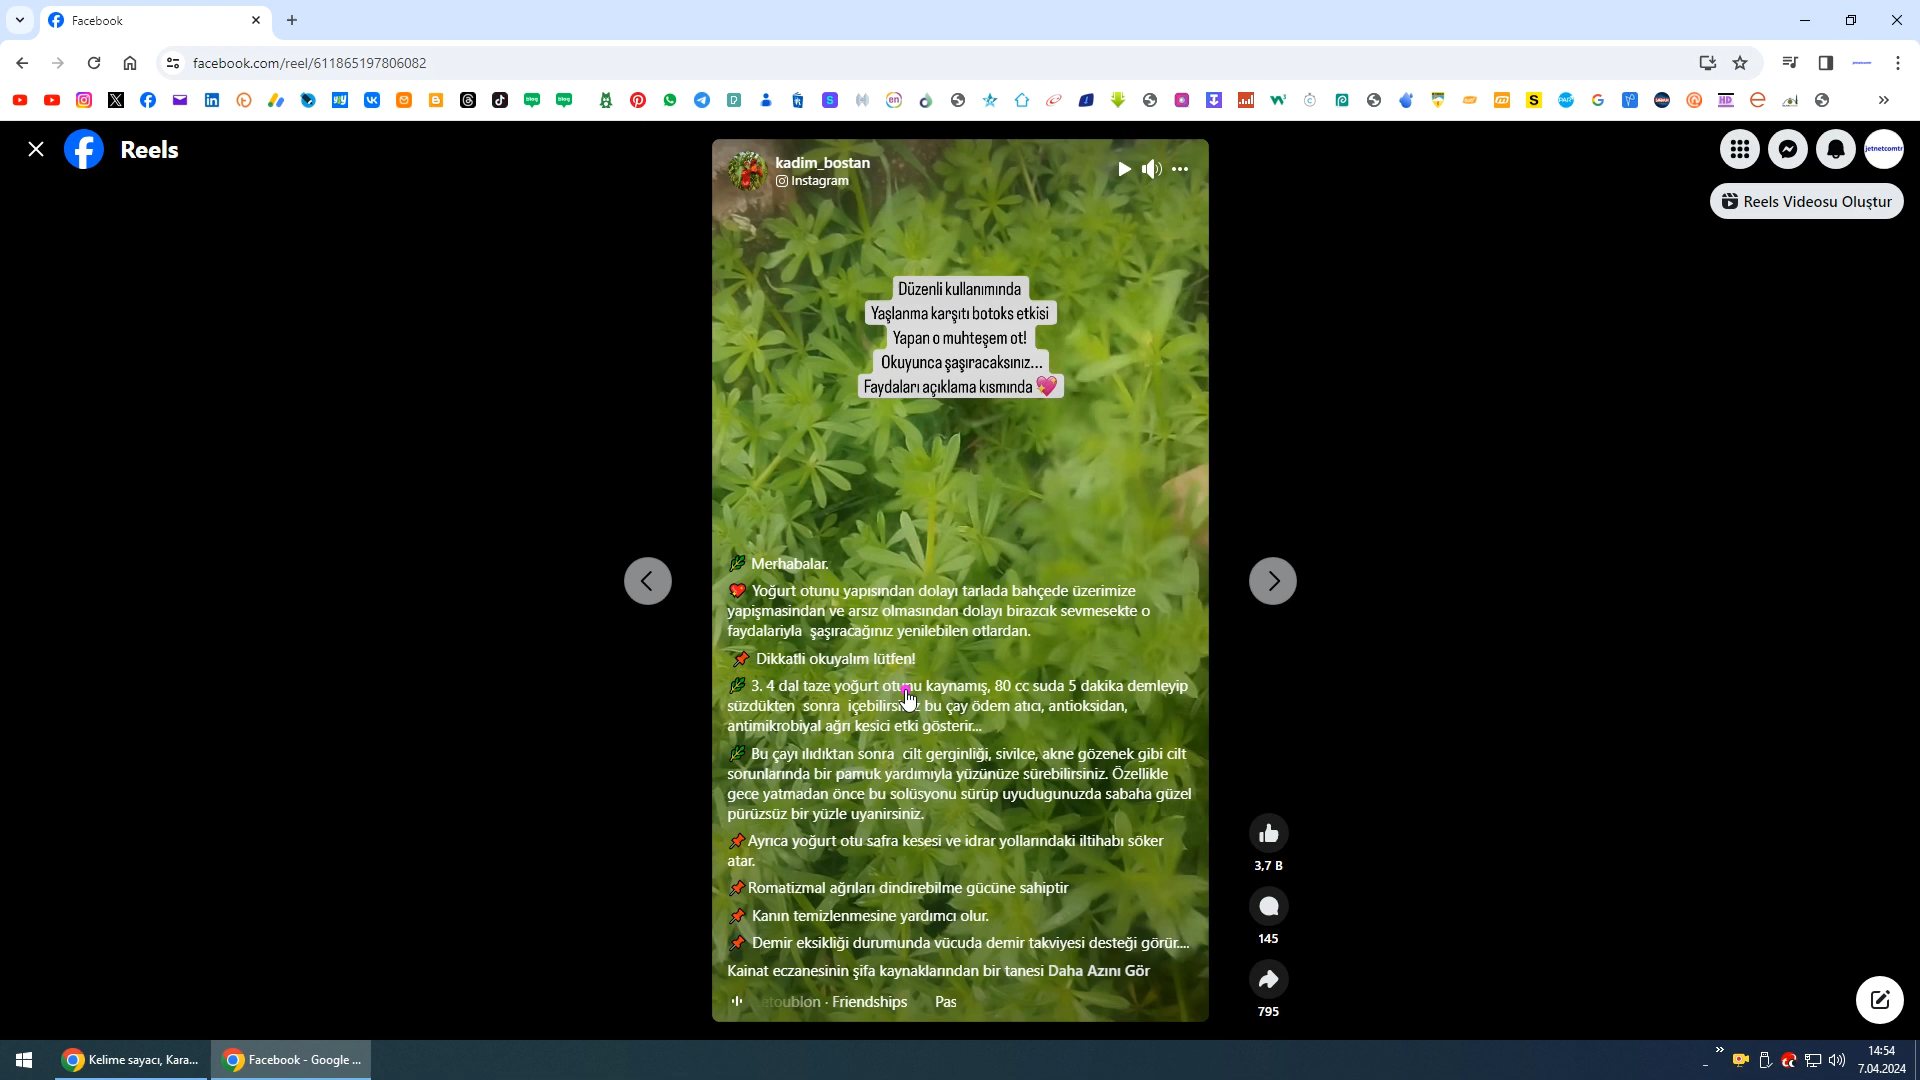 Facebook
facebook.com/reel/611865197806082
Reels
jetnetcomtr
Reels Videosu Oluştur
kadim_bostan
Instagram
Düzenli kullanımında
Yaşlanma karşıtı botoks etkisi
Yapan o muhteşem ot!
Okuyunca şaşıracaksınız...
Faydaları açıklama kısmında 💖
🌿 Merhabalar.
💖 Yoğurt otunu yapısından dolayı tarlada bahçede üzerimize
yapışmasindan ve arsız olmasından dolayı birazcık sevmesekte o
faydalariyla şaşıracağınız yenilebilen otlardan.
📌 Dikkatli okuyalım lütfen!
🌿 3. 4 dal taze yoğurt otunu kaynamış, 80 cc suda 5 dakika demleyip
süzdükten sonra içebilirsiniz bu çay ödem atıcı, antioksidan,
antimikrobiyal ağrı kesici etki gösterir...
🌿 Bu çayı ılıdıktan sonra cilt gerginliği, sivilce, akne gözenek gibi cilt
sorunlarında bir pamuk yardımıyla yüzünüze sürebilirsiniz. Özellikle
gece yatmadan önce bu solüsyonu sürüp uyudugunuzda sabaha güzel
pürüzsüz bir yüzle uyanirsiniz.
📌Ayrıca yoğurt otu safra kesesi ve idrar yollarındaki iltihabı söker
atar.
📌Romatizmal ağrıları dindirebilme gücüne sahiptir
📌 Kanın temizlenmesine yardımcı olur.
📌 Demir eksikliği durumunda vücuda demir takviyesi desteği görür....
Kainat eczanesinin şifa kaynaklarından bir tanesi Daha Azını Gör
etoublon · Friendships Pas
3,7 B
145
795
Kelime sayacı, Kara...
Facebook - Google ...
14:54
7.04.2024